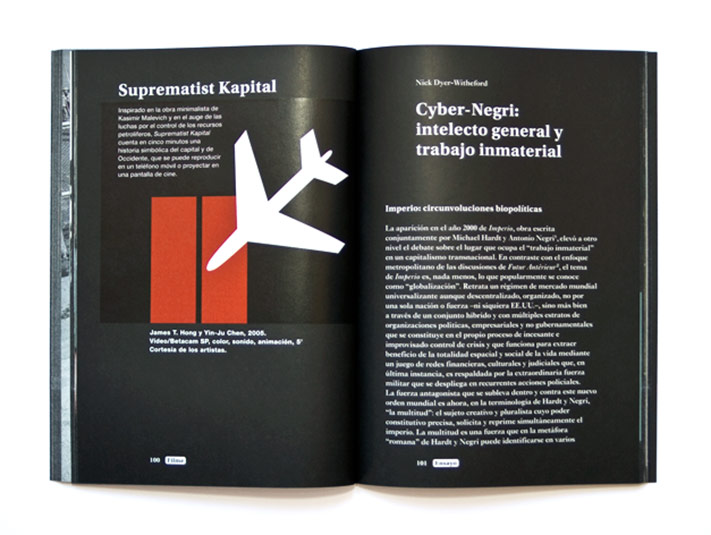 Suprematist Kapital
Inspirado en la obra minimalista de
Kasimir Malevich y en el auge de las
luchas por el control de los recursos
petrolíferos, Suprematist Kapital
cuenta en cinco minutos una
historia simbólica del capital y de
Occidente, que se puede reproducir
en un teléfono móvil o proyectar en
una pantalla de cine.
James T. Hong y Yin-Ju Chen, 2005.
Video/Betacam SP, color, sonido, animación, 5'
Cortesía de los artistas.
100 Films
Nick Dyer-Witheford
Cyber-Negri:
intelecto general y
trabajo inmaterial
Imperio: circunvoluciones biopolíticas
La aparición en el año 2000 de Imperio, obra escrita
conjuntamente por Michael Hardt y Antonio Negri¹, elevó a otro
nivel el debate sobre el lugar que ocupa el “trabajo inmaterial”
en un capitalismo transnacional. En contraste con el enfoque
metropolitano de las discusiones de Futur Antérieur², el tema
de Imperio es, nada menos, lo que popularmente se conoce
como “globalización”. Retrata un régimen de mercado mundial
universalizante aunque descentralizado, organizado, no por
una sola nación o fuerza –ni siquiera EE.UU.–, sino más bien
a través de un conjunto híbrido y con múltiples estratos de
organizaciones políticas, empresariales y no gubernamentales
que se constituye en el propio proceso de incesante e
improvisado control de crisis y que funciona para extraer
beneficio de la totalidad espacial y social de la vida mediante
un juego de redes financieras, culturales y judiciales que, en
última instancia, es respaldada por la extraordinaria fuerza
militar que se despliega en recurrentes acciones policiales.
La fuerza antagonista que se subleva dentro y contra este nuevo
orden mundial es ahora, en la terminología de Hardt y Negri,
“la multitud”: el sujeto creativo y pluralista cuyo poder
constitutivo precisa, solicita y reprime simultáneamente el
imperio. La multitud es una fuerza que en la metáfora
“romana” de Hardt y Negri puede identificarse en varios
101 Ensayo